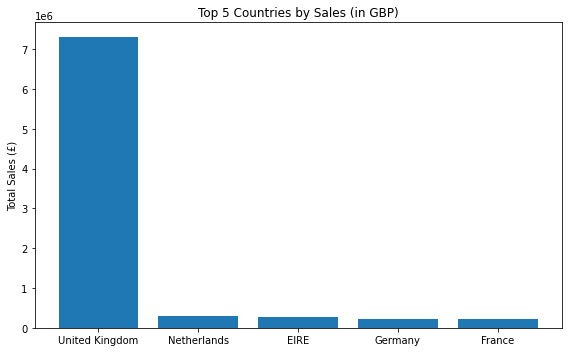 Top 5 Countries by Sales (in GBP)
1e6
Total Sales (£)
7
6
5
4
3
2
1
0
United Kingdom Netherlands EIRE Germany France